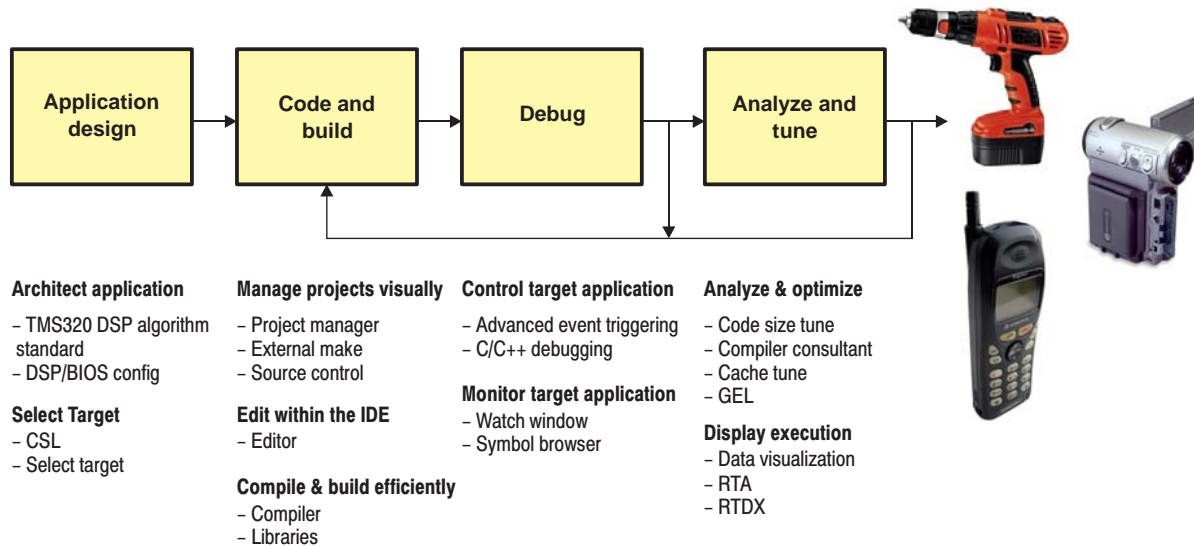 Application
design
Code and
build
Debug
Analyze and
tune
Architect application
– TMS320 DSP algorithm
standard
– DSP/BIOS config
Select Target
– CSL
– Select target
Manage projects visually
– Project manager
– External make
– Source control
Edit within the IDE
– Editor
Compile & build efficiently
– Compiler
– Libraries
Control target application
– Advanced event triggering
– C/C++ debugging
Monitor target application
– Watch window
– Symbol browser
Analyze & optimize
– Code size tune
– Compiler consultant
– Cache tune
– GEL
Display execution
– Data visualization
– RTA
– RTDX